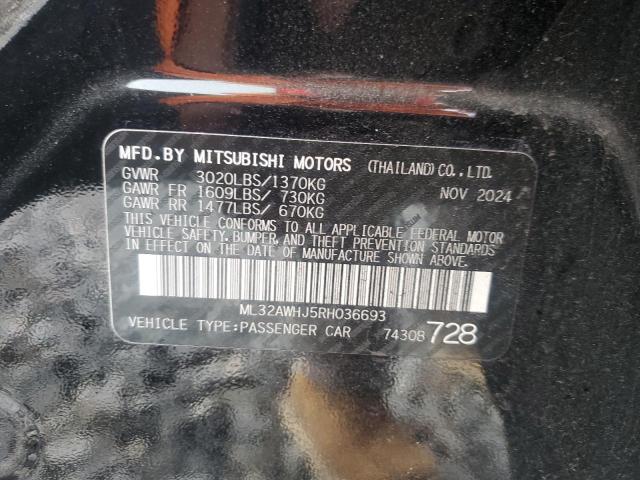 MFD.BY MITSUBISHI MOTORS (THAILAND)CO.,LTD.
GVWR 3020LBS/1370KG NOV 2024
GAWR FR 1609LBS/ 730KG
GAWR RR 1477LBS/ 670KG
THIS VEHICLE CONFORMS TO ALL APPLICABLE FEDERAL MOTOR
VEHICLE SAFETY, BUMPER, AND THEFT PREVENTION STANDARDS
IN EFFECT ON THE DATE OF MANUFACTURE SHOWN ABOVE.
ML32AWHJ5RH036693
VEHICLE TYPE:PASSENGER CAR 74308 728